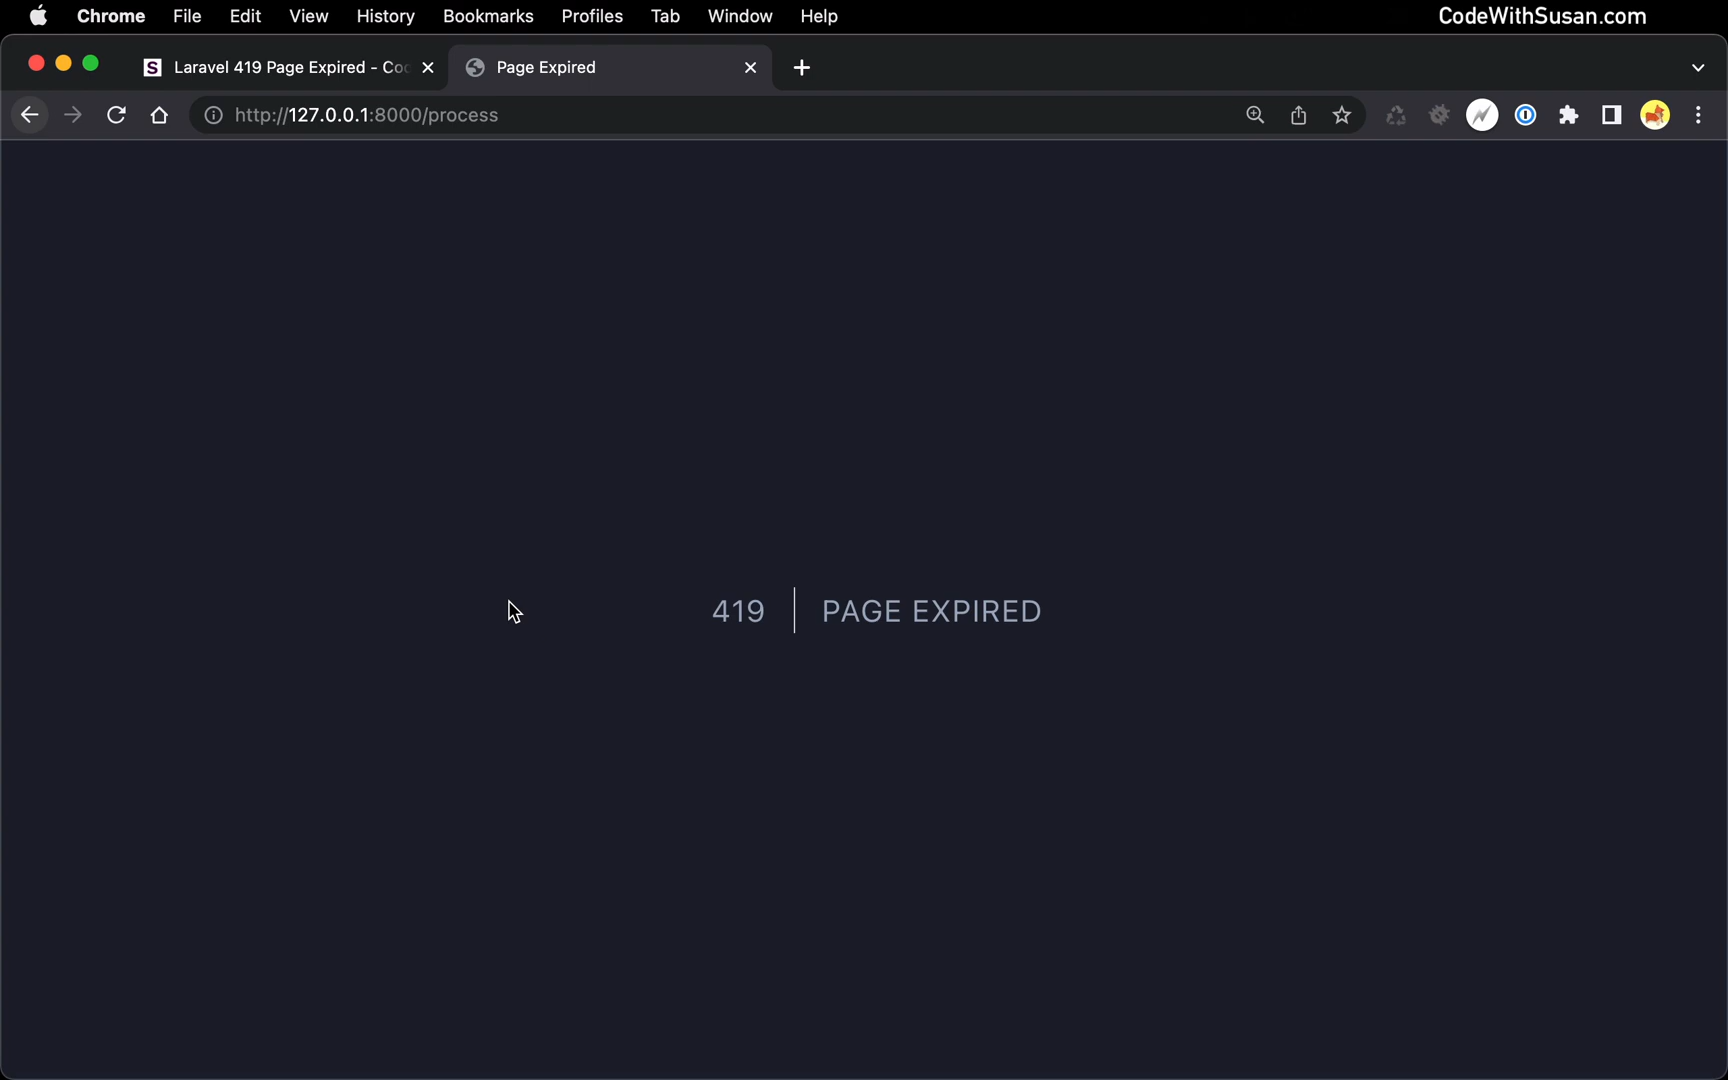 Chrome File Edit View History Bookmarks Profiles Tab Window Help CodeWithSusan.com
S Laravel 419 Page Expired - Page Expired
http://127.0.0.1:8000/process
419 PAGE EXPIRED